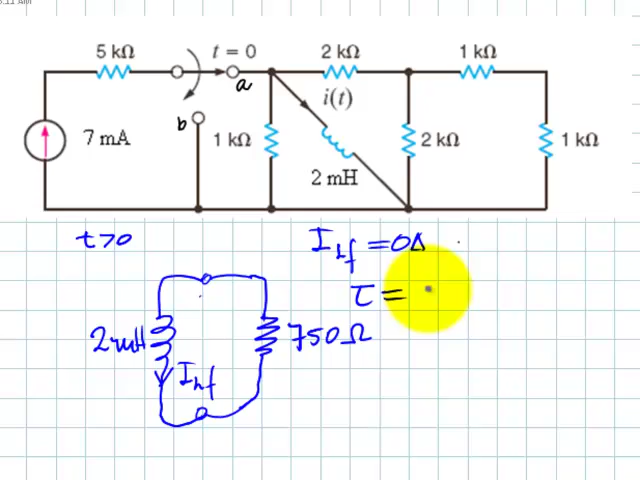 5 kΩ
t = 0
2 kΩ
1 kΩ
a
i(t)
b
7 mA
1 kΩ
2 kΩ
1 kΩ
2 mH
t>0
I_Lf = 0A
τ =
2mH
750Ω
I_Lf